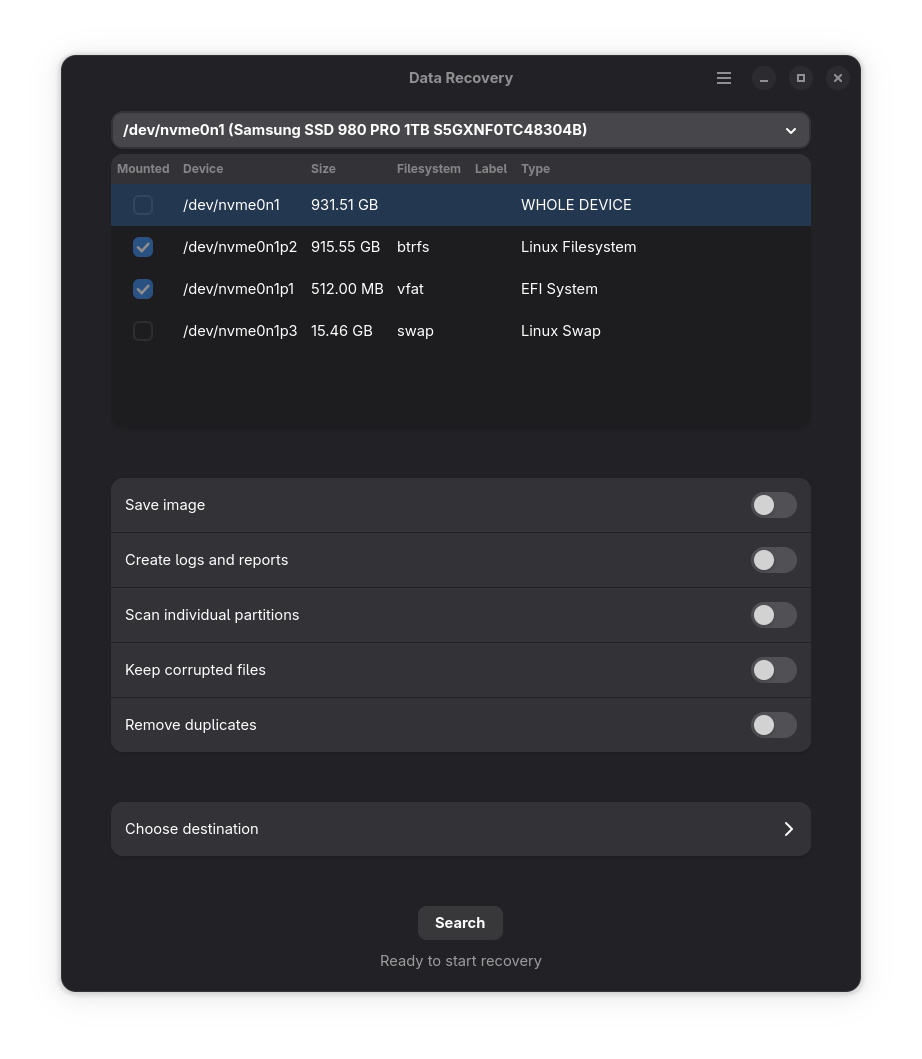 Data Recovery
/dev/nvme0n1 (Samsung SSD 980 PRO 1TB S5GXNF0TC48304B)
Mounted Device Size Filesystem Label Type
/dev/nvme0n1 931.51 GB WHOLE DEVICE
/dev/nvme0n1p2 915.55 GB btrfs Linux Filesystem
/dev/nvme0n1p1 512.00 MB vfat EFI System
/dev/nvme0n1p3 15.46 GB swap Linux Swap
Save image
Create logs and reports
Scan individual partitions
Keep corrupted files
Remove duplicates
Choose destination
Search
Ready to start recovery